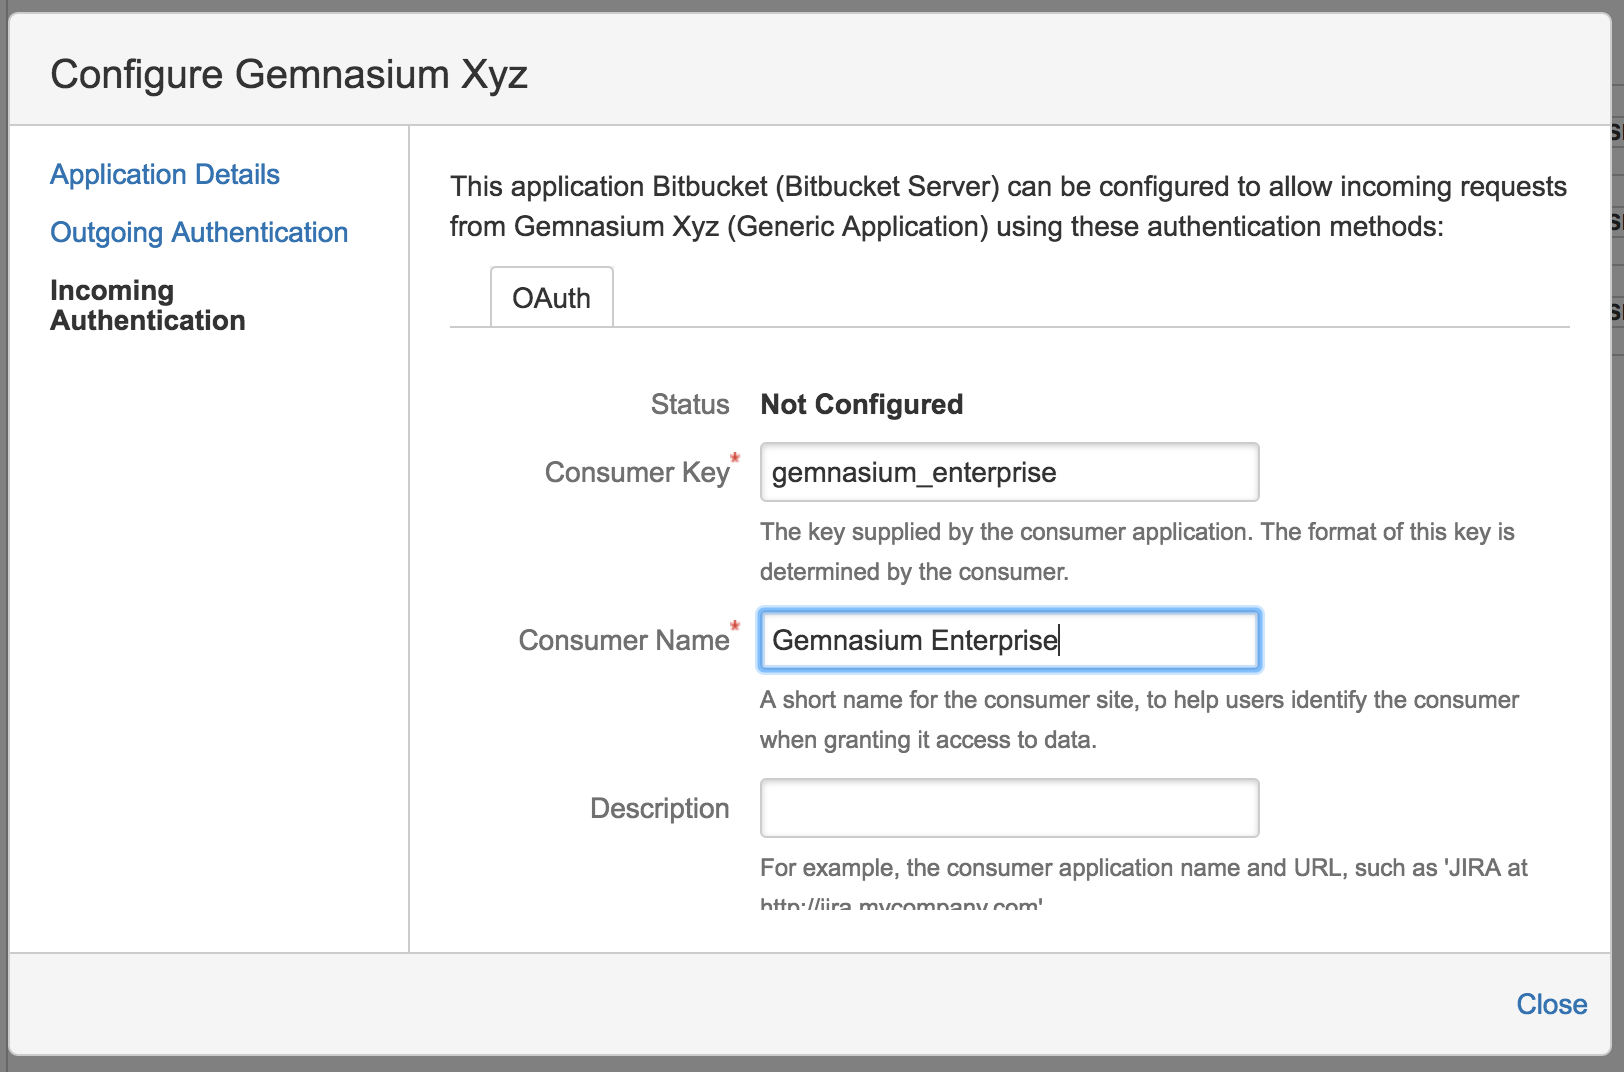 Configure Gemnasium Xyz
Application Details
Outgoing Authentication
Incoming
Authentication
This application Bitbucket (Bitbucket Server) can be configured to allow incoming requests
from Gemnasium Xyz (Generic Application) using these authentication methods:
OAuth
Status Not Configured
Consumer Key* gemnasium_enterprise
The key supplied by the consumer application. The format of this key is
determined by the consumer.
Consumer Name* Gemnasium Enterprise
A short name for the consumer site, to help users identify the consumer
when granting it access to data.
Description
For example, the consumer application name and URL, such as 'JIRA at
http://jira.mycompany.com'
Close